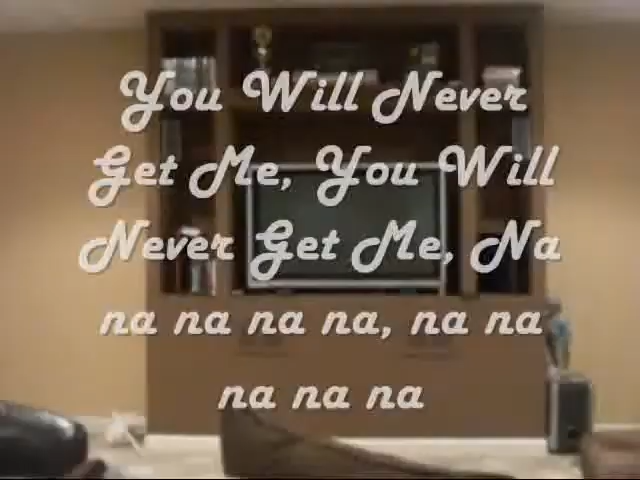 You Will Never
Get Me, You Will
Never Get Me, Na
na na na na, na na
na na na